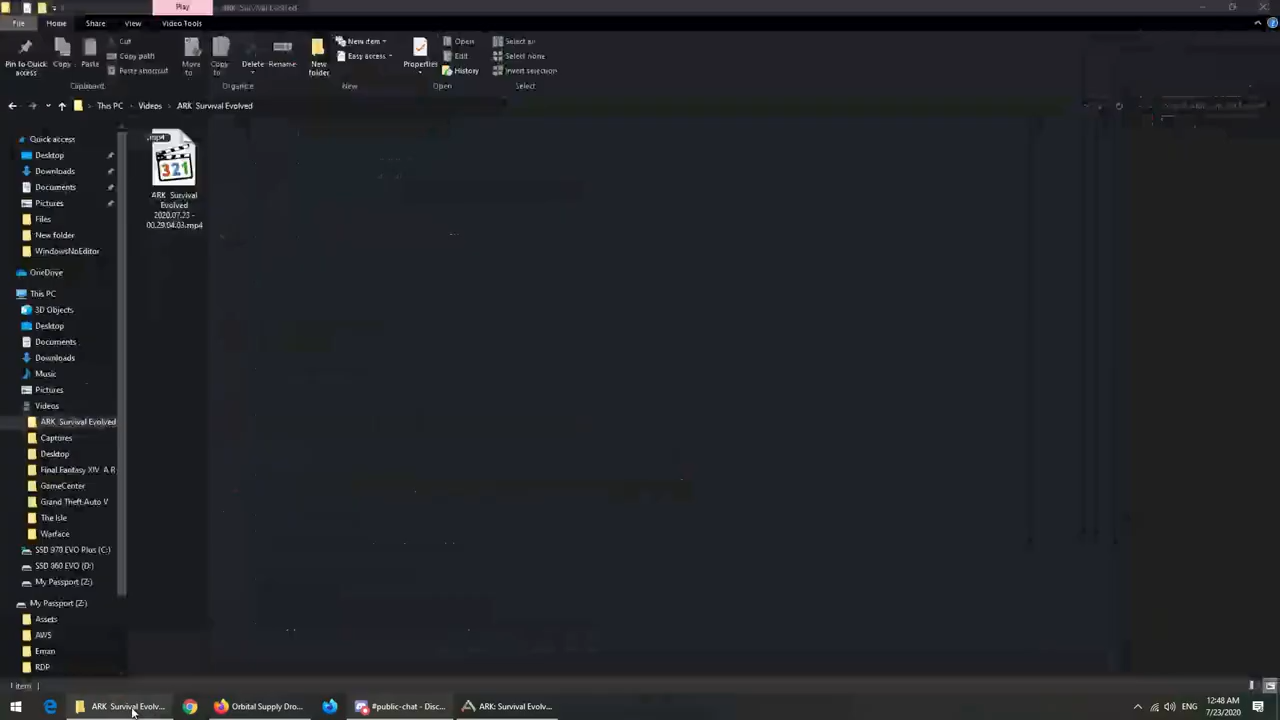 Play
ARK Survival Evolved
File Home Share View Video Tools
Pin to Quick access
Copy
Paste
Cut
Copy path
Paste shortcut
Clipboard
Move to
Copy to
Delete
Rename
Organize
New folder
New item
Easy access
New
Properties
Open
Edit
History
Open
Select all
Select none
Invert selection
Select
This PC > Videos > ARK Survival Evolved
Quick access
Desktop
Downloads
Documents
Pictures
Files
New folder
WindowsNoEditor
OneDrive
This PC
3D Objects
Desktop
Documents
Downloads
Music
Pictures
Videos
ARK Survival Evolved
Captures
Desktop
Final Fantasy XIV A R
GameCenter
Grand Theft Auto V
The Isle
Warface
SSD 970 EVO Plus (C:)
SSD 860 EVO (D:)
My Passport (Z:)
My Passport (Z:)
Assets
AWS
RDP
.mp4
321
ARK Survival
Evolved
2020.07.23 -
00.29.04.03.mp4
1 item
ARK Survival Evolv...
Orbital Supply Dro...
#public-chat - Disc...
ARK: Survival Evolv...
12:48 AM
7/23/2020